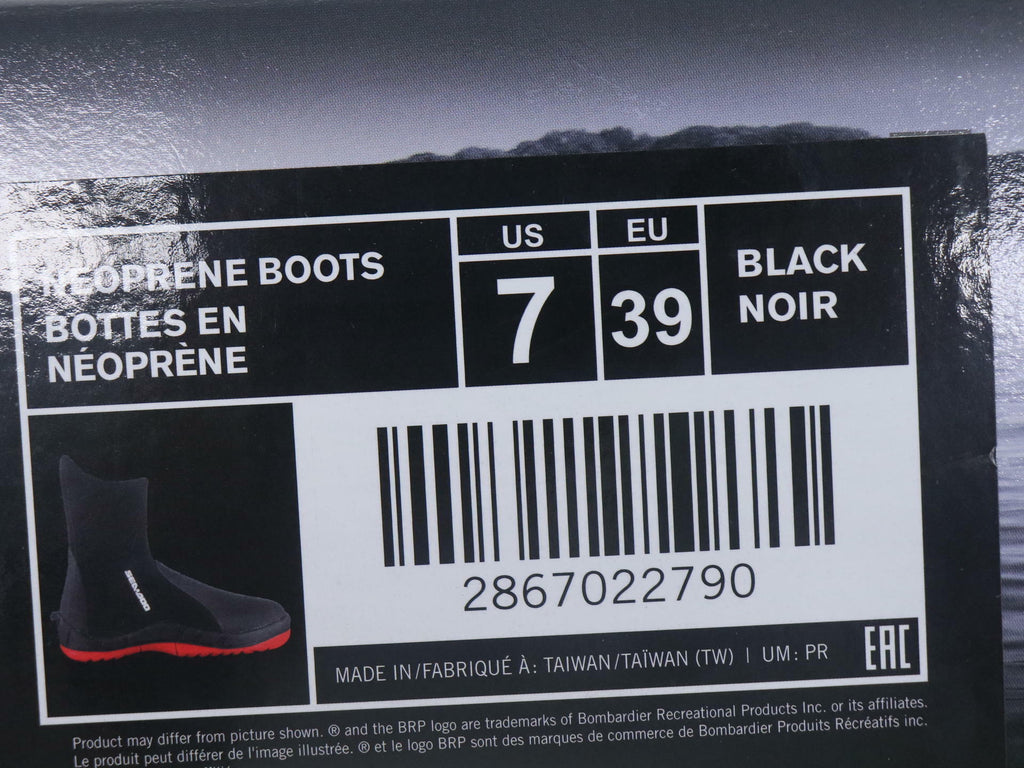 NEOPRENE BOOTS
BOTTES EN
NÉOPRÈNE
US
7
EU
39
BLACK
NOIR
SEA-DOO
2867022790
MADE IN/FABRIQUÉ À: TAIWAN/TAÏWAN (TW) | UM: PR
EAC
Product may differ from picture shown. ® and the BRP logo are trademarks of Bombardier Recreational Products Inc. or its affiliates.
Le produit peut différer de l'image illustrée. ® et le logo BRP sont des marques de commerce de Bombardier Produits Récréatifs inc.